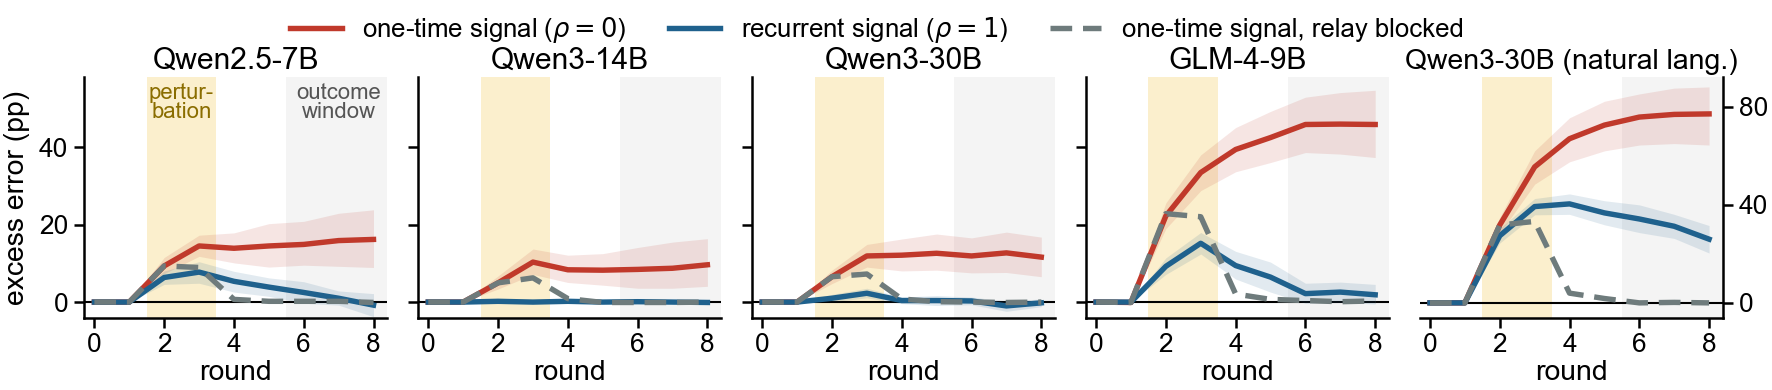 one-time signal (ρ = 0) recurrent signal (ρ = 1) one-time signal, relay blocked
Qwen2.5-7B Qwen3-14B Qwen3-30B GLM-4-9B Qwen3-30B (natural lang.)
excess error (pp)
pertur-
bation
outcome
window
40
20
0
80
40
0
0 2 4 6 8 0 2 4 6 8 0 2 4 6 8 0 2 4 6 8 0 2 4 6 8
round round round round round